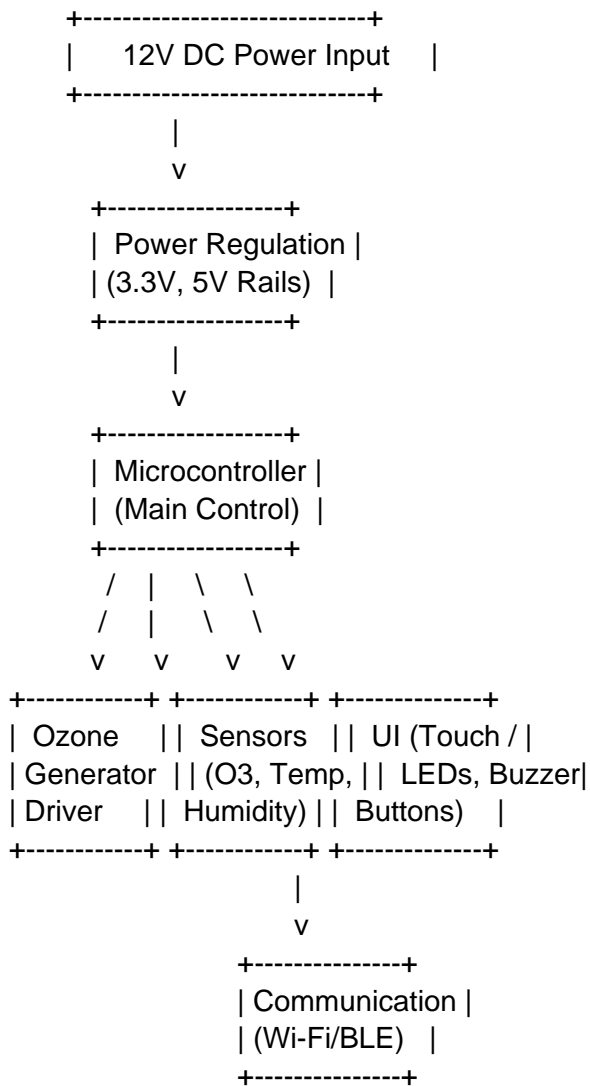 +-----------------------------+
| 12V DC Power Input |
+-----------------------------+
|
v
+------------------+
| Power Regulation |
| (3.3V, 5V Rails) |
+------------------+
|
v
+------------------+
| Microcontroller |
| (Main Control) |
+------------------+
/ | \ \
/ | \ \
v v v v
+------------+ +------------+ +--------------+
| Ozone || Sensors || UI (Touch / |
| Generator || (O3, Temp, || LEDs, Buzzer|
| Driver || Humidity) || Buttons) |
+------------+ +------------+ +--------------+
|
v
+---------------+
| Communication |
| (Wi-Fi/BLE) |
+---------------+